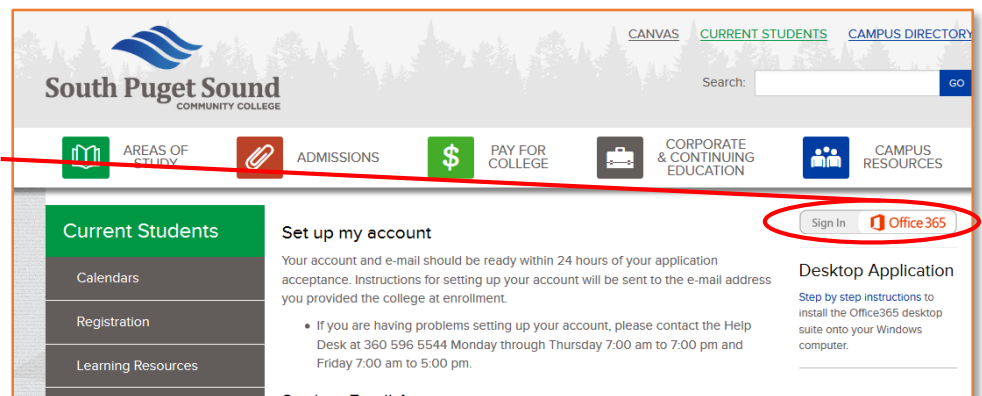 CANVAS CURRENT STUDENTS CAMPUS DIRECTORY
South Puget Sound
COMMUNITY COLLEGE
Search: GO
AREAS OF
STUDY
ADMISSIONS
$ PAY FOR
COLLEGE
CORPORATE
& CONTINUING
EDUCATION
CAMPUS
RESOURCES
Current Students
Calendars
Registration
Learning Resources
Set up my account
Your account and e-mail should be ready within 24 hours of your application
acceptance. Instructions for setting up your account will be sent to the e-mail address
you provided the college at enrollment.
• If you are having problems setting up your account, please contact the Help
Desk at 360 596 5544 Monday through Thursday 7:00 am to 7:00 pm and
Friday 7:00 am to 5:00 pm.
Sign In Office 365
Desktop Application
Step by step instructions to
install the Office365 desktop
suite onto your Windows
computer.